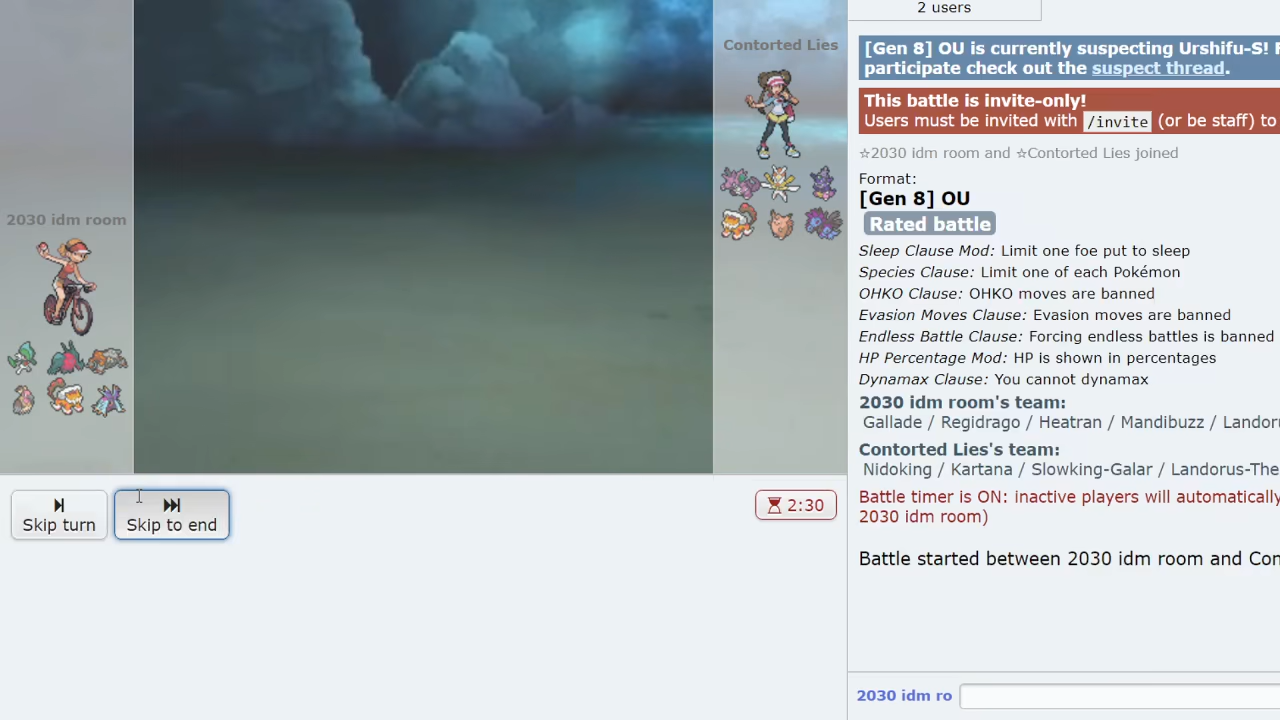 2 users
Contorted Lies
[Gen 8] OU is currently suspecting Urshifu-S! F
participate check out the suspect thread.
This battle is invite-only!
Users must be invited with /invite (or be staff) to
☆2030 idm room and ☆Contorted Lies joined
Format:
[Gen 8] OU
Rated battle
2030 idm room
Sleep Clause Mod: Limit one foe put to sleep
Species Clause: Limit one of each Pokémon
OHKO Clause: OHKO moves are banned
Evasion Moves Clause: Evasion moves are banned
Endless Battle Clause: Forcing endless battles is banned
HP Percentage Mod: HP is shown in percentages
Dynamax Clause: You cannot dynamax
2030 idm room's team:
Gallade / Regidrago / Heatran / Mandibuzz / Landoru
Contorted Lies's team:
Nidoking / Kartana / Slowking-Galar / Landorus-The
Battle timer is ON: inactive players will automatically
2030 idm room)
Skip turn
Skip to end
2:30
Battle started between 2030 idm room and Con
2030 idm ro